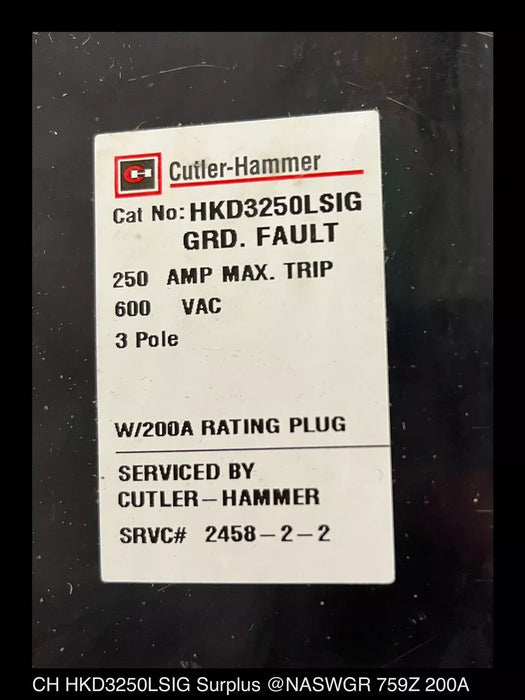 CH Cutler-Hammer
Cat No: HKD3250LSIG
GRD. FAULT
250 AMP MAX. TRIP
600 VAC
3 Pole
W/200A RATING PLUG
SERVICED BY
CUTLER-HAMMER
SRVC# 2458-2-2
CH HKD3250LSIG Surplus @NASWGR 759Z 200A